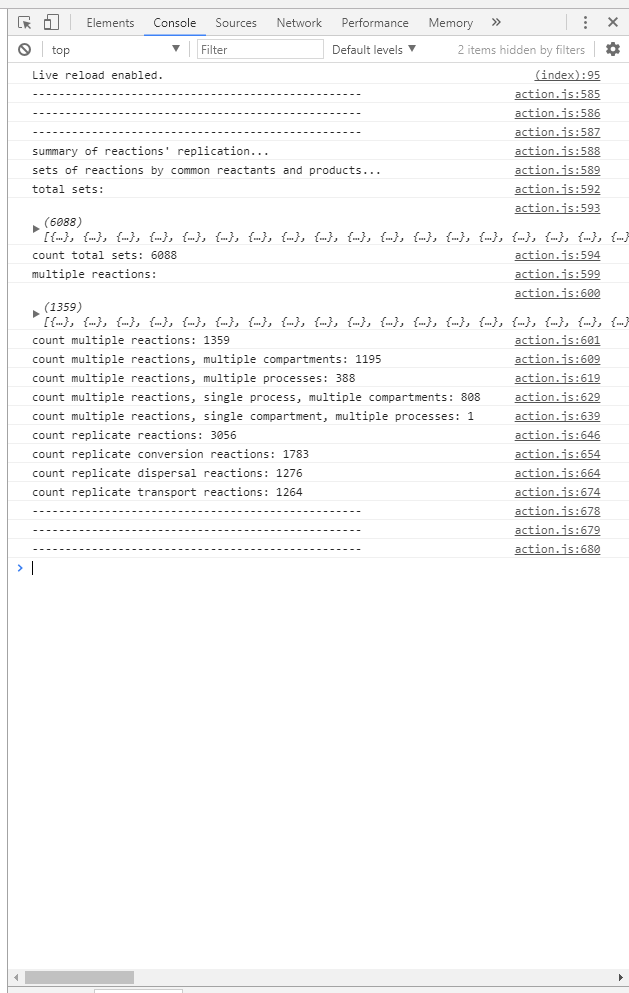 Elements Console Sources Network Performance Memory »
top ▼ Filter Default levels ▼ 2 items hidden by filters
Live reload enabled. (index):95
-------------------------------------------------- action.js:585
-------------------------------------------------- action.js:586
-------------------------------------------------- action.js:587
summary of reactions' replication... action.js:588
sets of reactions by common reactants and products... action.js:589
total sets: action.js:592
action.js:593
(6088)
[{…}, {…}, {…}, {…}, {…}, {…}, {…}, {…}, {…}, {…}, {…}, {…}, {…}, {…}, {…}, {…}, {…}, {…}
count total sets: 6088 action.js:594
multiple reactions: action.js:599
action.js:600
(1359)
[{…}, {…}, {…}, {…}, {…}, {…}, {…}, {…}, {…}, {…}, {…}, {…}, {…}, {…}, {…}, {…}, {…}, {…}
count multiple reactions: 1359 action.js:601
count multiple reactions, multiple compartments: 1195 action.js:609
count multiple reactions, multiple processes: 388 action.js:619
count multiple reactions, single process, multiple compartments: 808 action.js:629
count multiple reactions, single compartment, multiple processes: 1 action.js:639
count replicate reactions: 3056 action.js:646
count replicate conversion reactions: 1783 action.js:654
count replicate dispersal reactions: 1276 action.js:664
count replicate transport reactions: 1264 action.js:674
-------------------------------------------------- action.js:678
-------------------------------------------------- action.js:679
-------------------------------------------------- action.js:680
>